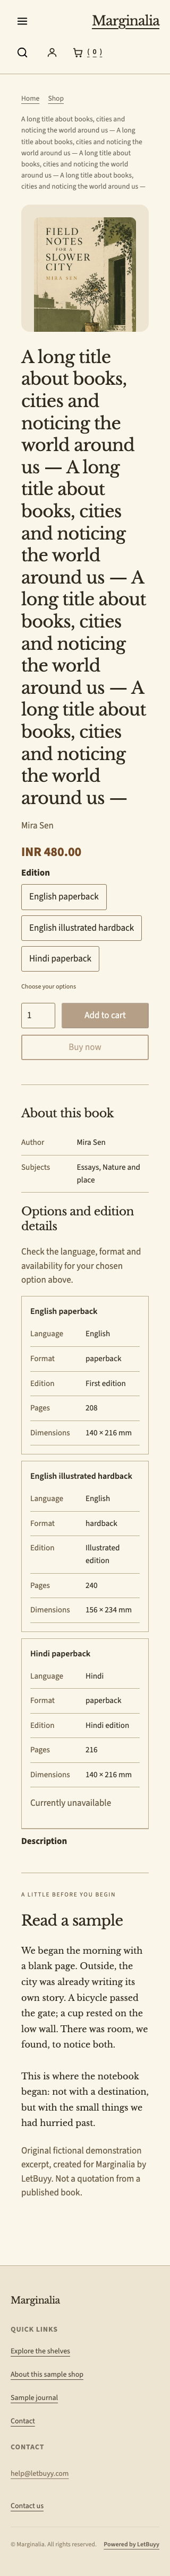 Marginalia
( 0 )
Home Shop
A long title about books, cities and
noticing the world around us — A long
title about books, cities and noticing the
world around us — A long title about
books, cities and noticing the world
around us — A long title about books,
cities and noticing the world around us —
FIELD
NOTES FOR A
SLOWER
CITY
MIRA SEN
A long title
about books,
cities and
noticing the
world around
us — A long
title about
books, cities
and noticing
the world
around us — A
long title about
books, cities
and noticing
the world
around us — A
long title about
books, cities
and noticing
the world
around us —
Mira Sen
INR 480.00
Edition
English paperback
English illustrated hardback
Hindi paperback
Choose your options
1 Add to cart
Buy now
About this book
Author Mira Sen
Subjects Essays, Nature and
place
Options and edition
details
Check the language, format and
availability for your chosen
option above.
English paperback
Language English
Format paperback
Edition First edition
Pages 208
Dimensions 140 × 216 mm
English illustrated hardback
Language English
Format hardback
Edition Illustrated
edition
Pages 240
Dimensions 156 × 234 mm
Hindi paperback
Language Hindi
Format paperback
Edition Hindi edition
Pages 216
Dimensions 140 × 216 mm
Currently unavailable
Description
A LITTLE BEFORE YOU BEGIN
Read a sample
We began the morning with
a blank page. Outside, the
city was already writing its
own story. A bicycle passed
the gate; a cup rested on the
low wall. There was room, we
found, to notice both.
This is where the notebook
began: not with a destination,
but with the small things we
had hurried past.
Original fictional demonstration
excerpt, created for Marginalia by
LetBuyy. Not a quotation from a
published book.
Marginalia
QUICK LINKS
Explore the shelves
About this sample shop
Sample journal
Contact
CONTACT
help@letbuyy.com
Contact us
© Marginalia. All rights reserved. Powered by LetBuyy